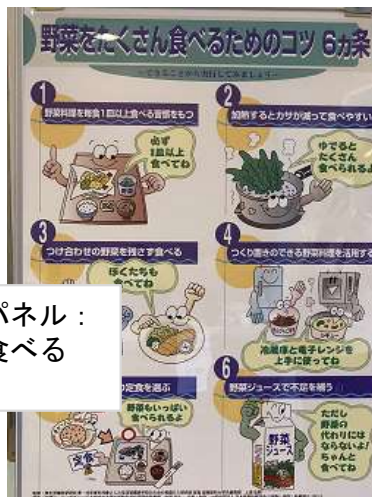 野菜をたくさん食べるためのコツ 6ヵ条
~できることから実行してみましょう~
1
野菜料理を毎食1皿以上食べる習慣をもつ
必ず
1皿以上
食べてね
2
加熱するとカサが減って食べやすい
ゆでると
たくさん
食べられるよ
3
つけ合わせの野菜を残さず食べる
ぼくたちも
食べてね
4
つくり置きのできる野菜料理を活用する
冷蔵庫と電子レンジを
上手に使ってね
パネル:
食べる
定食を選ぶ
野菜もいっぱい
食べられるよ
定食
6
野菜ジュースで不足を補う
野菜
ジュース
ただし
野菜の
代わりには
ならないよ!
ちゃんと
食べてね